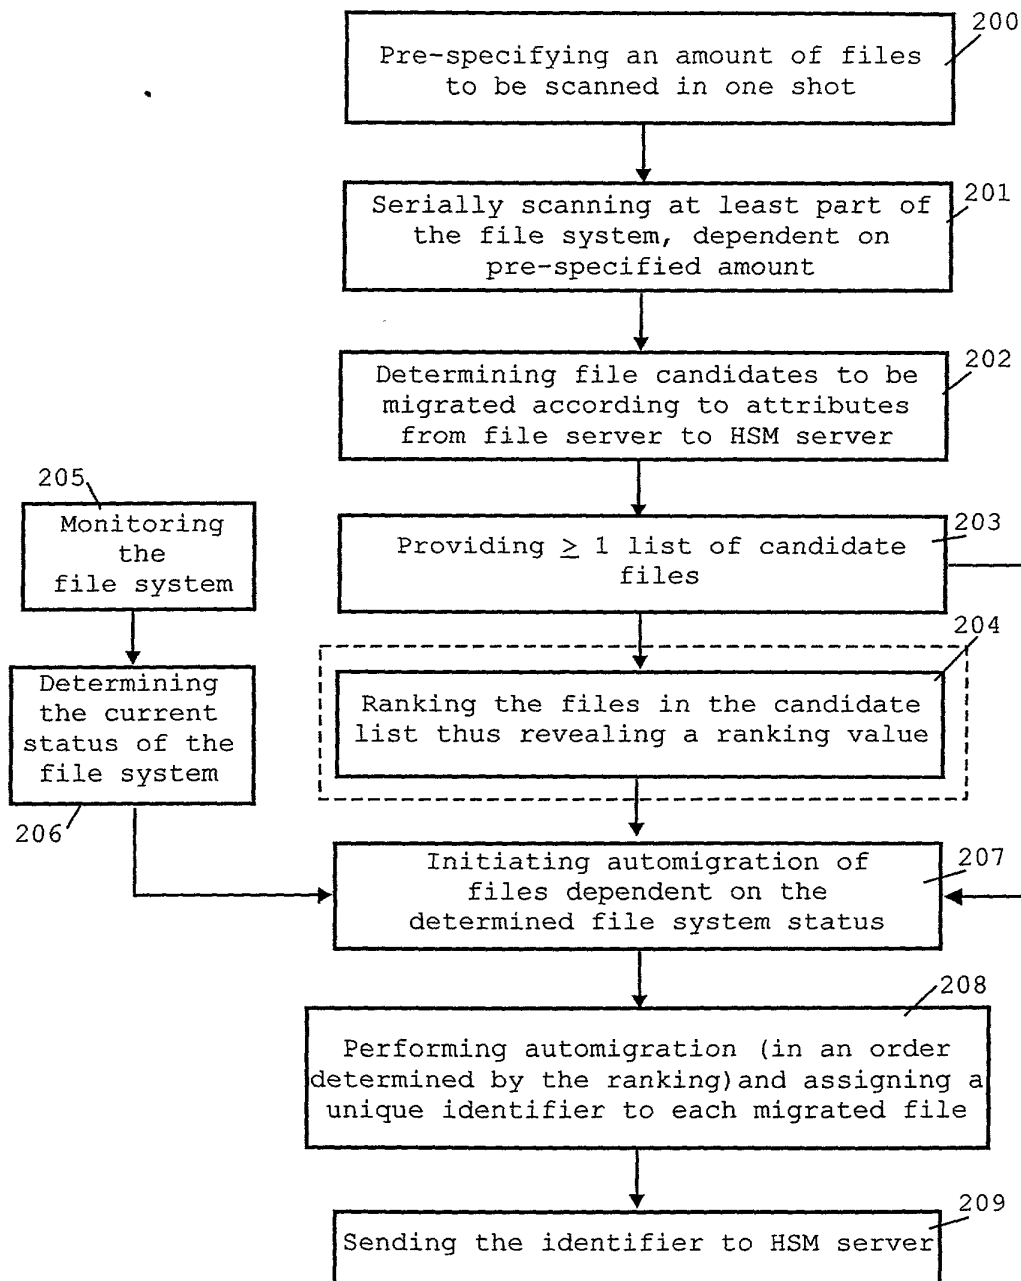 200
Pre-specifying an amount of files
to be scanned in one shot
201
Serially scanning at least part of
the file system, dependent on
pre-specified amount
202
Determining file candidates to be
migrated according to attributes
from file server to HSM server
205
Monitoring
the
file system
203
Providing ≥ 1 list of candidate
files
204
Ranking the files in the candidate
list thus revealing a ranking value
Determining
the current
status of the
file system
206
207
Initiating automigration of
files dependent on the
determined file system status
208
Performing automigration (in an order
determined by the ranking)and assigning a
unique identifier to each migrated file
209
Sending the identifier to HSM server